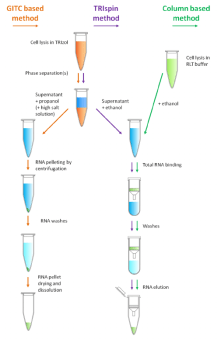 GITC based
method
TRIspin
method
Column based
method
Cell lysis in TRIzol
Cell lysis in
RLT buffer
Phase separation(s)
Supernatant
+ propanol
(+ high salt
solution)
Supernatant
+ ethanol
+ ethanol
RNA pelleting by
centrifugation
Total RNA binding
RNA washes
Washes
RNA pellet
drying and
dissolution
RNA elution